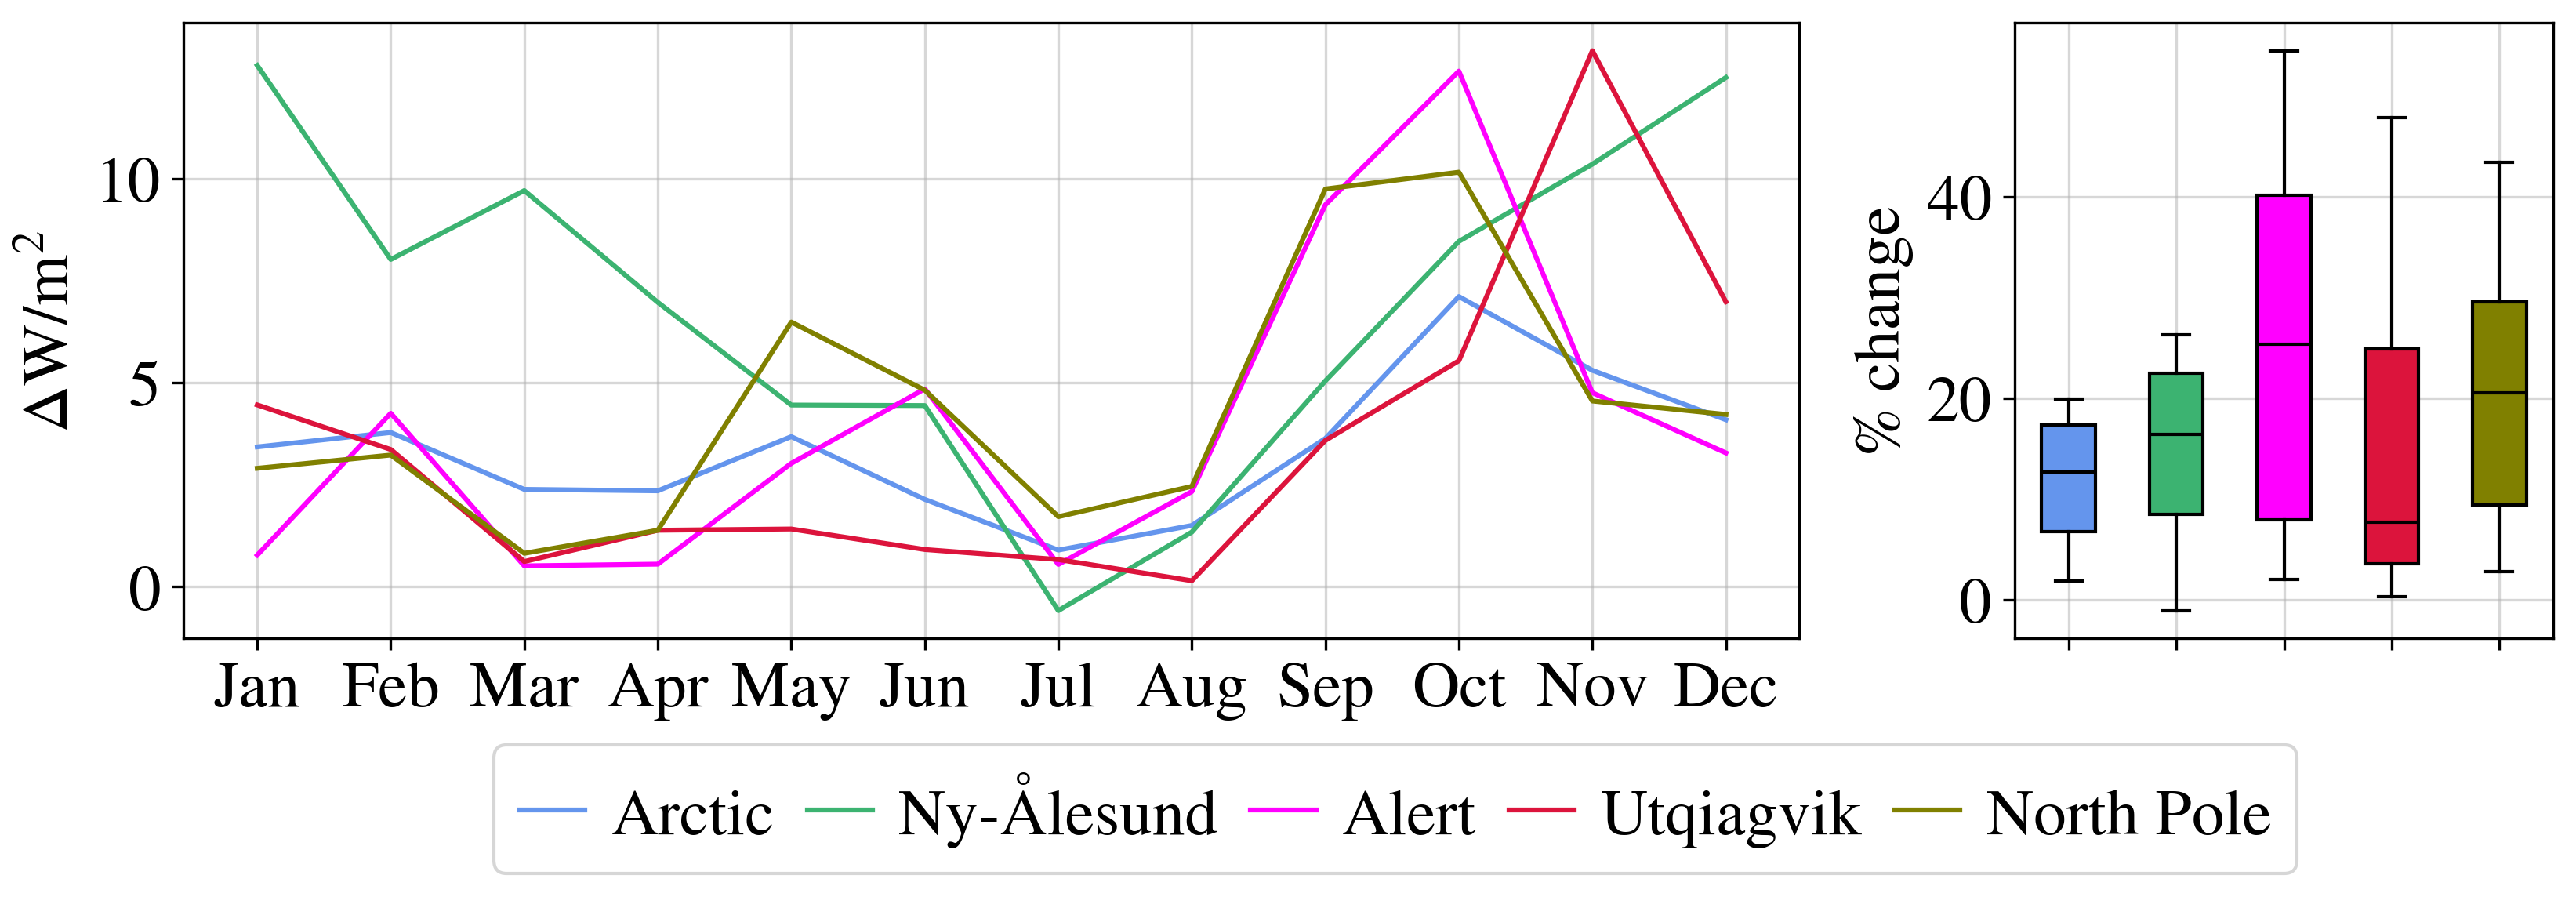 ΔW/m²
10
5
0
Jan Feb Mar Apr May Jun Jul Aug Sep Oct Nov Dec
% change
40
20
0
Arctic Ny-Ålesund Alert Utqiagvik North Pole